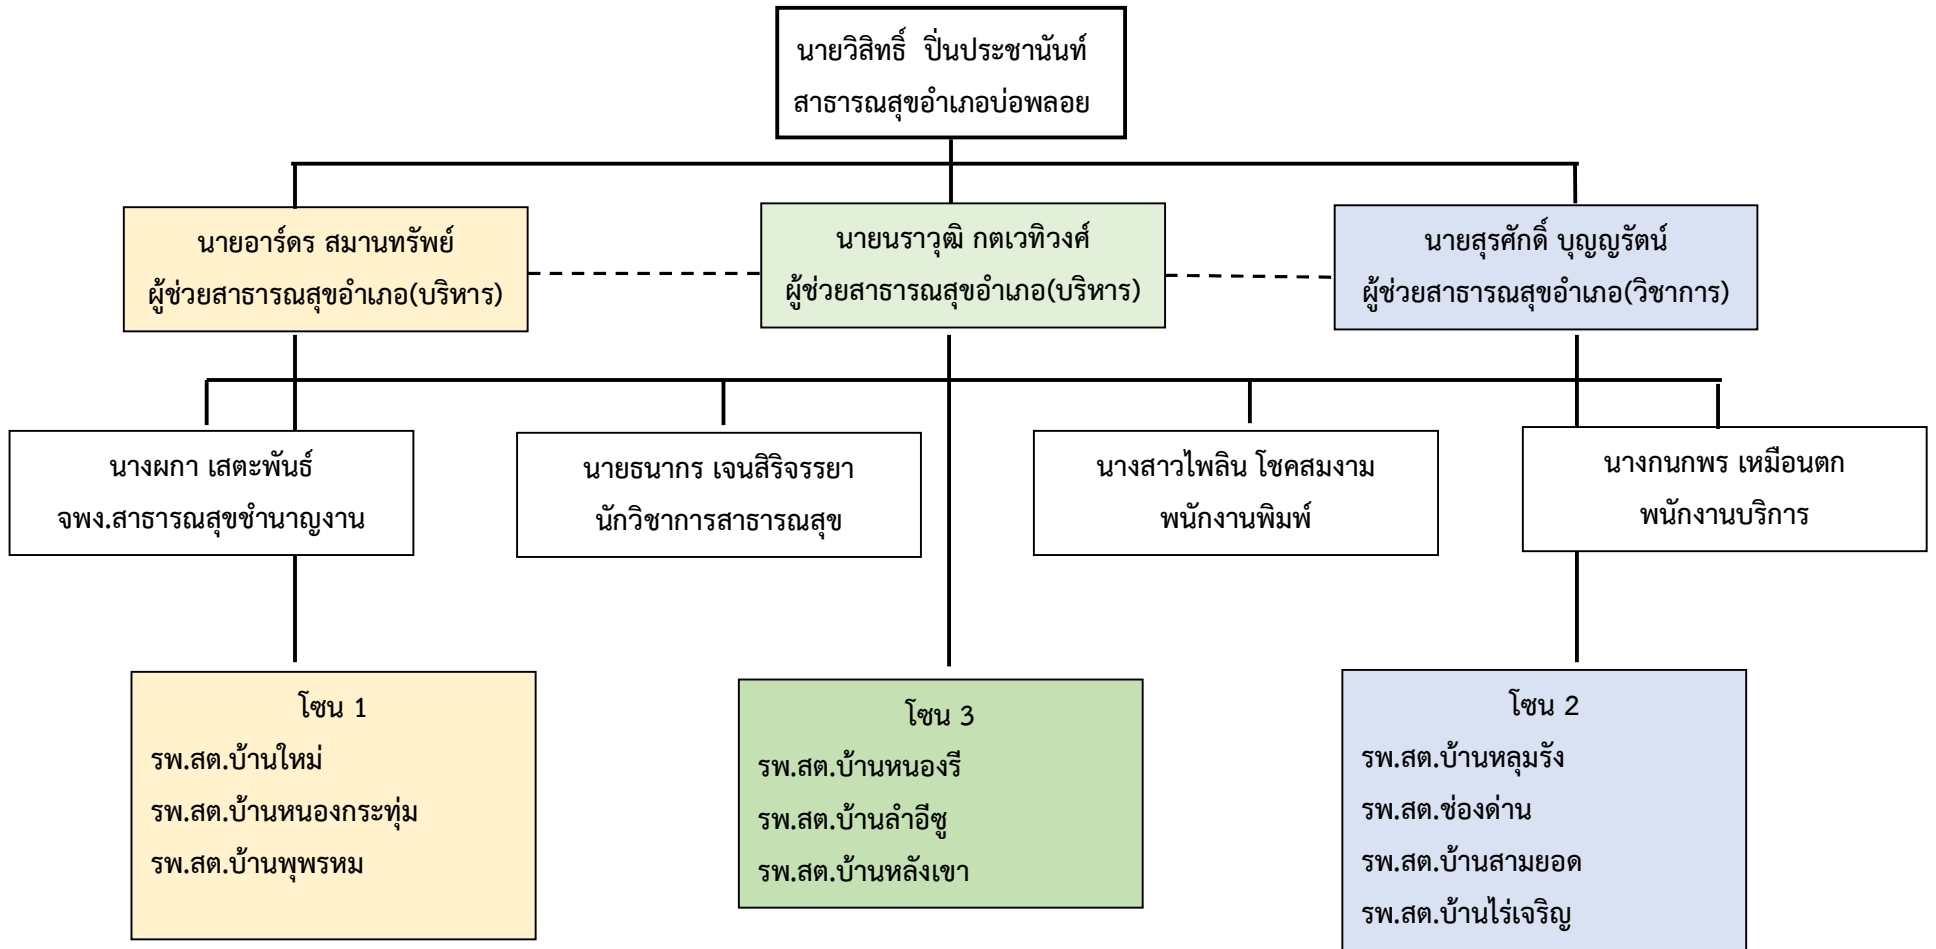 นายวิสิทธิ์ ปิ่นประชานันท์
สาธารณสุขอำเภอบ่อพลอย
นายอาร์ดร สมานทรัพย์
ผู้ช่วยสาธารณสุขอำเภอ(บริหาร)
นายนราวุฒิ กตเวทิวงศ์
ผู้ช่วยสาธารณสุขอำเภอ(บริหาร)
นายสุรศักดิ์ บุญญรัตน์
ผู้ช่วยสาธารณสุขอำเภอ(วิชาการ)
นางผกา เสตะพันธ์
จพง.สาธารณสุขชำนาญงาน
นายธนากร เจนสิริจรรยา
นักวิชาการสาธารณสุข
นางสาวไพลิน โชคสมงาม
พนักงานพิมพ์
นางกนกพร เหมือนตก
พนักงานบริการ
โซน 1
รพ.สต.บ้านใหม่
รพ.สต.บ้านหนองกระทุ่ม
รพ.สต.บ้านพุพรหม
โซน 3
รพ.สต.บ้านหนองรี
รพ.สต.บ้านลำอีซู
รพ.สต.บ้านหลังเขา
โซน 2
รพ.สต.บ้านหลุมรัง
รพ.สต.ช่องด่าน
รพ.สต.บ้านสามยอด
รพ.สต.บ้านไร่เจริญ